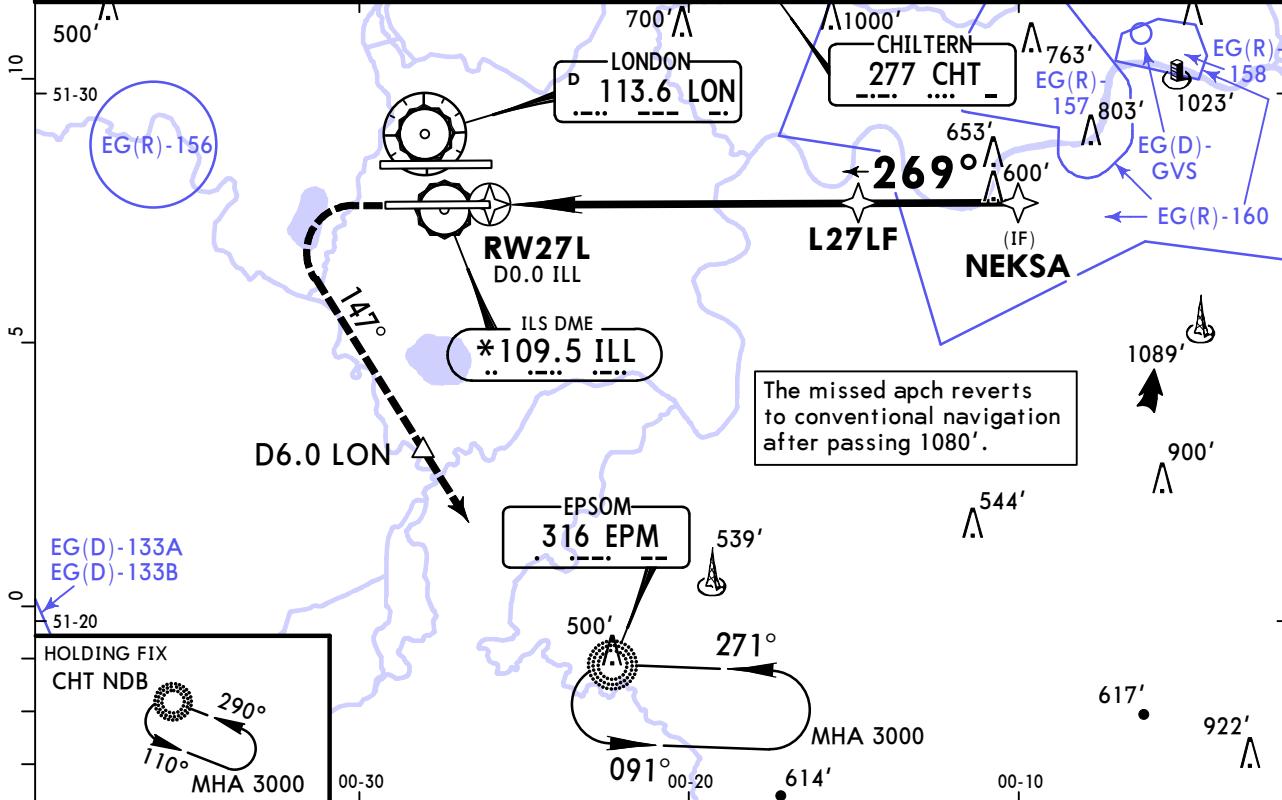 500'
700'
1000'
763'
CHILTERN
277 CHT
LONDON
D 113.6 LON
EG(R)-
158
EG(R)-
157
1023'
803'
10
51-30
EG(R)-156
653'
EG(D)-
GVS
269°
600'
EG(R)-160
L27LF
(IF)
NEKSA
RW27L
D0.0 ILL
147°
ILS DME
*109.5 ILL
5
1089'
The missed apch reverts
to conventional navigation
after passing 1080'.
D6.0 LON
900'
544'
EPSOM
316 EPM
539'
EG(D)-133A
EG(D)-133B
0
51-20
500'
271°
HOLDING FIX
CHT NDB
290°
110°
MHA 3000
617'
922'
MHA 3000
091°
614'
00-30
00-20
00-10